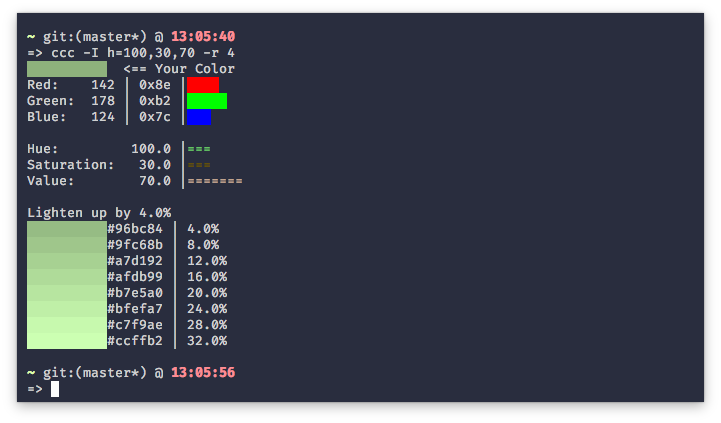 ~ git:(master*) @ 13:05:40
=> ccc -I h=100,30,70 -r 4
<== Your Color
Red: 142 | 0x8e |
Green: 178 | 0xb2 |
Blue: 124 | 0x7c |
Hue: 100.0 |===
Saturation: 30.0 |===
Value: 70.0 |=======
Lighten up by 4.0%
#96bc84 | 4.0%
#9fc68b | 8.0%
#a7d192 | 12.0%
#afdb99 | 16.0%
#b7e5a0 | 20.0%
#bfefa7 | 24.0%
#c7f9ae | 28.0%
#ccffb2 | 32.0%
~ git:(master*) @ 13:05:56
=>